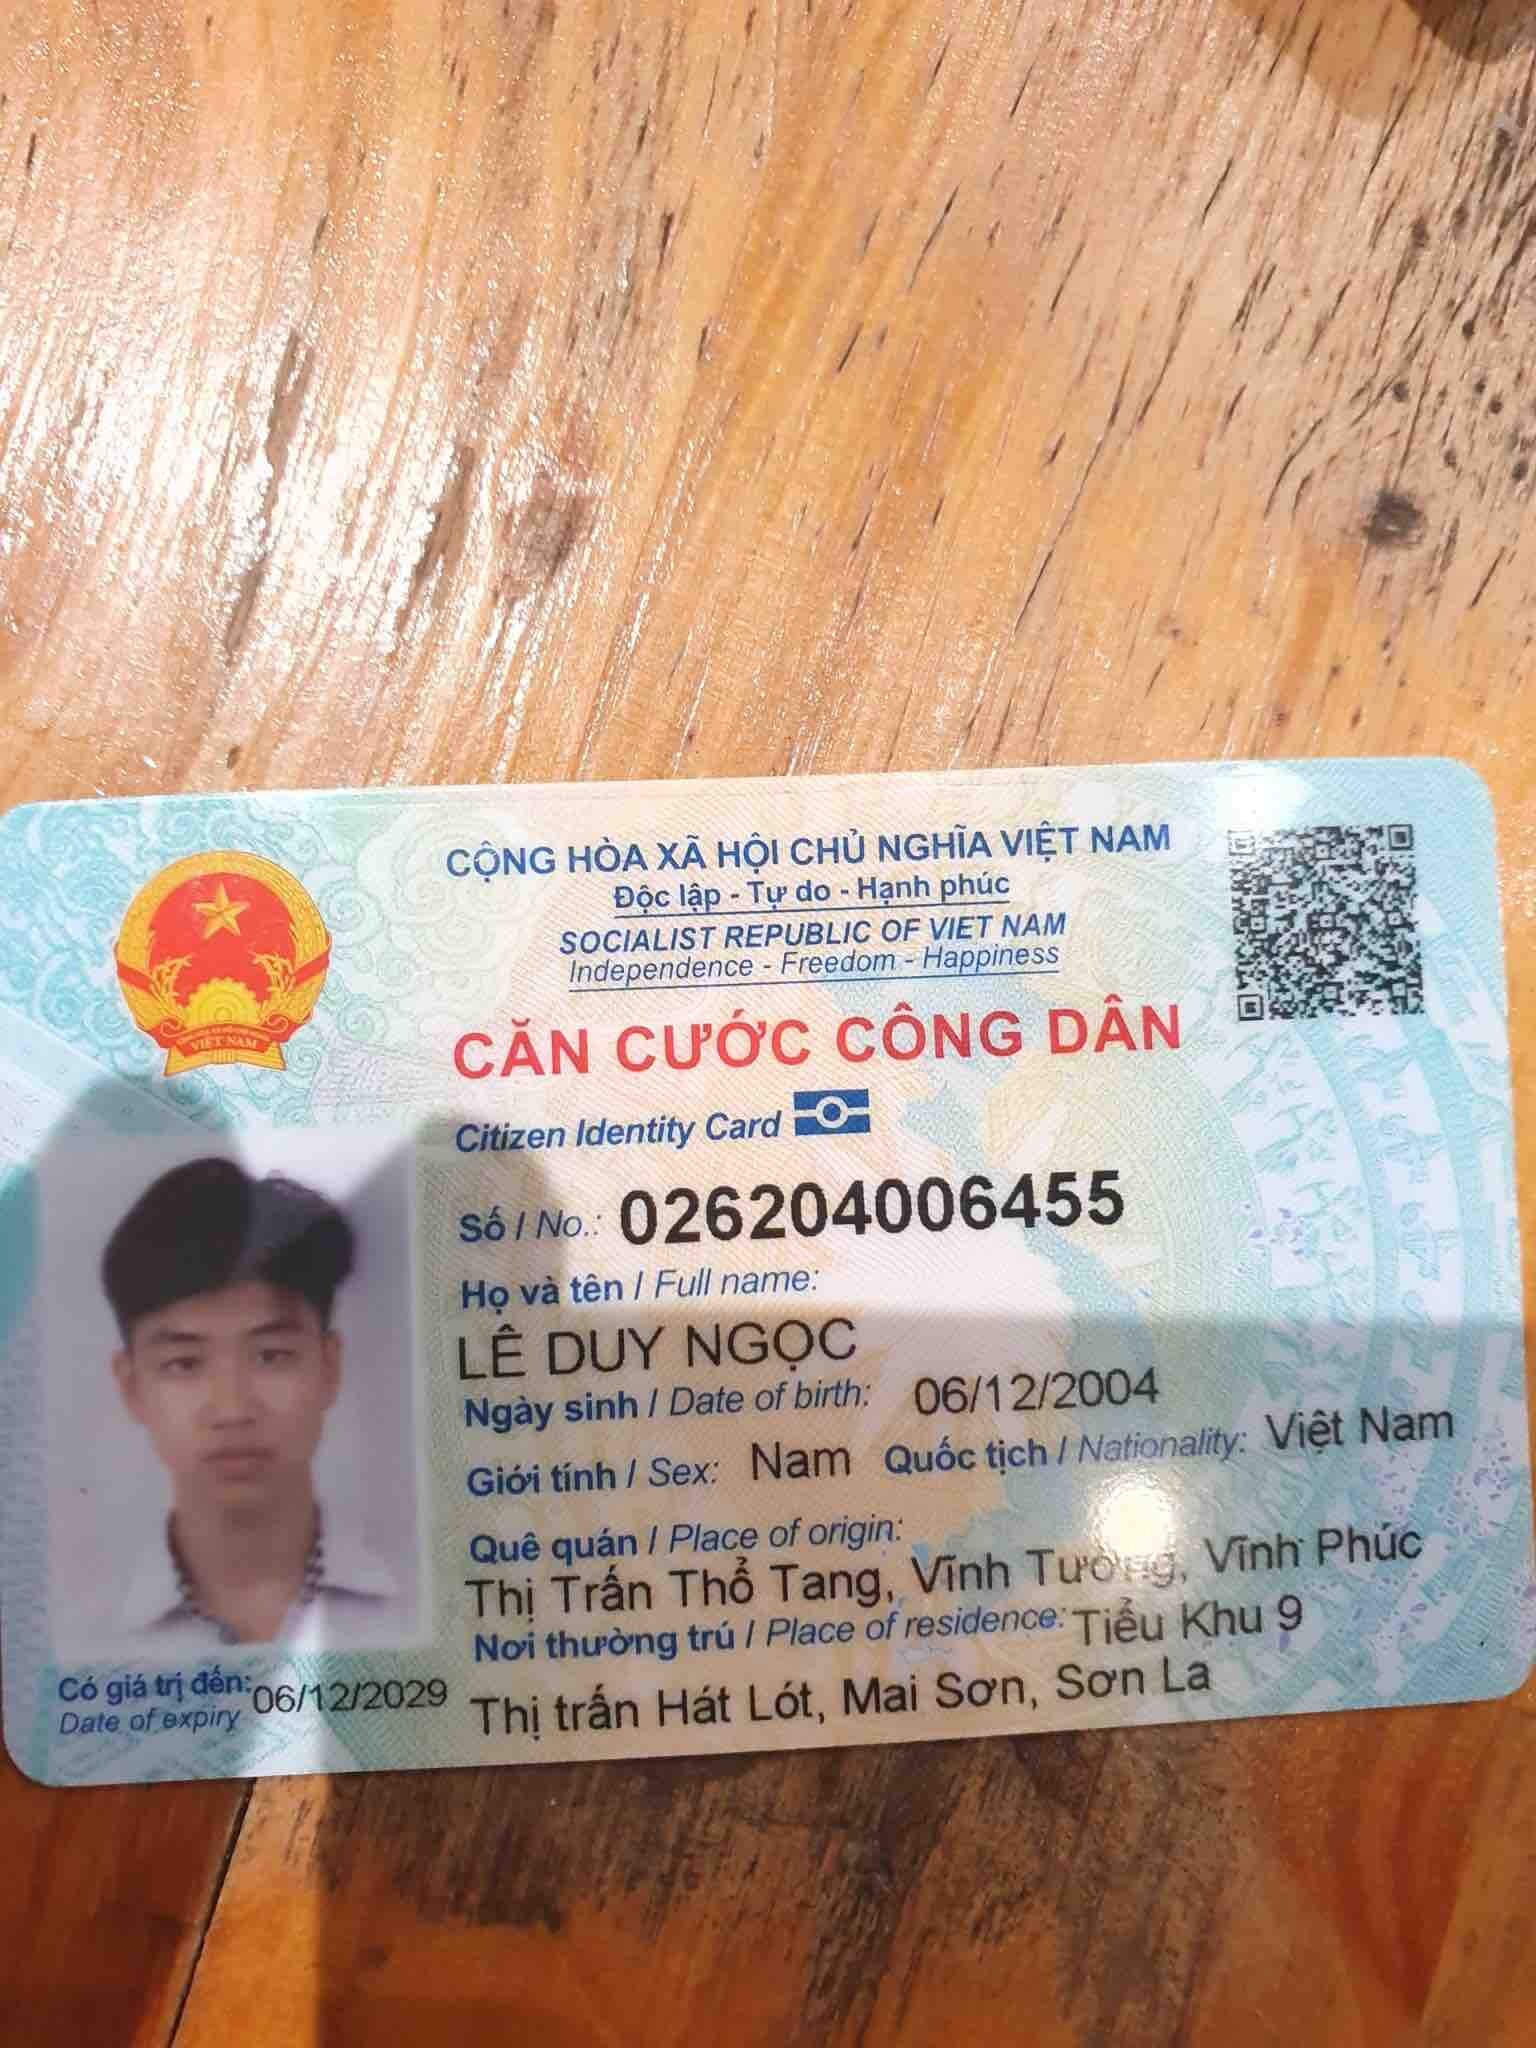 CỘNG HÒA XÃ HỘI CHỦ NGHĨA VIỆT NAM
Độc lập - Tự do - Hạnh phúc
SOCIALIST REPUBLIC OF VIET NAM
Independence - Freedom - Happiness
CĂN CƯỚC CÔNG DÂN
Citizen Identity Card
VIỆT NAM
Số / No.: 026204006455
Họ và tên / Full name:
LÊ DUY NGỌC
Ngày sinh / Date of birth: 06/12/2004
Giới tính / Sex: Nam Quốc tịch / Nationality: Việt Nam
Quê quán / Place of origin:
Thị Trấn Thổ Tang, Vĩnh Tường, Vĩnh Phúc
Nơi thường trú / Place of residence: Tiểu Khu 9
Thị trấn Hát Lót, Mai Sơn, Sơn La
Có giá trị đến: 06/12/2029
Date of expiry